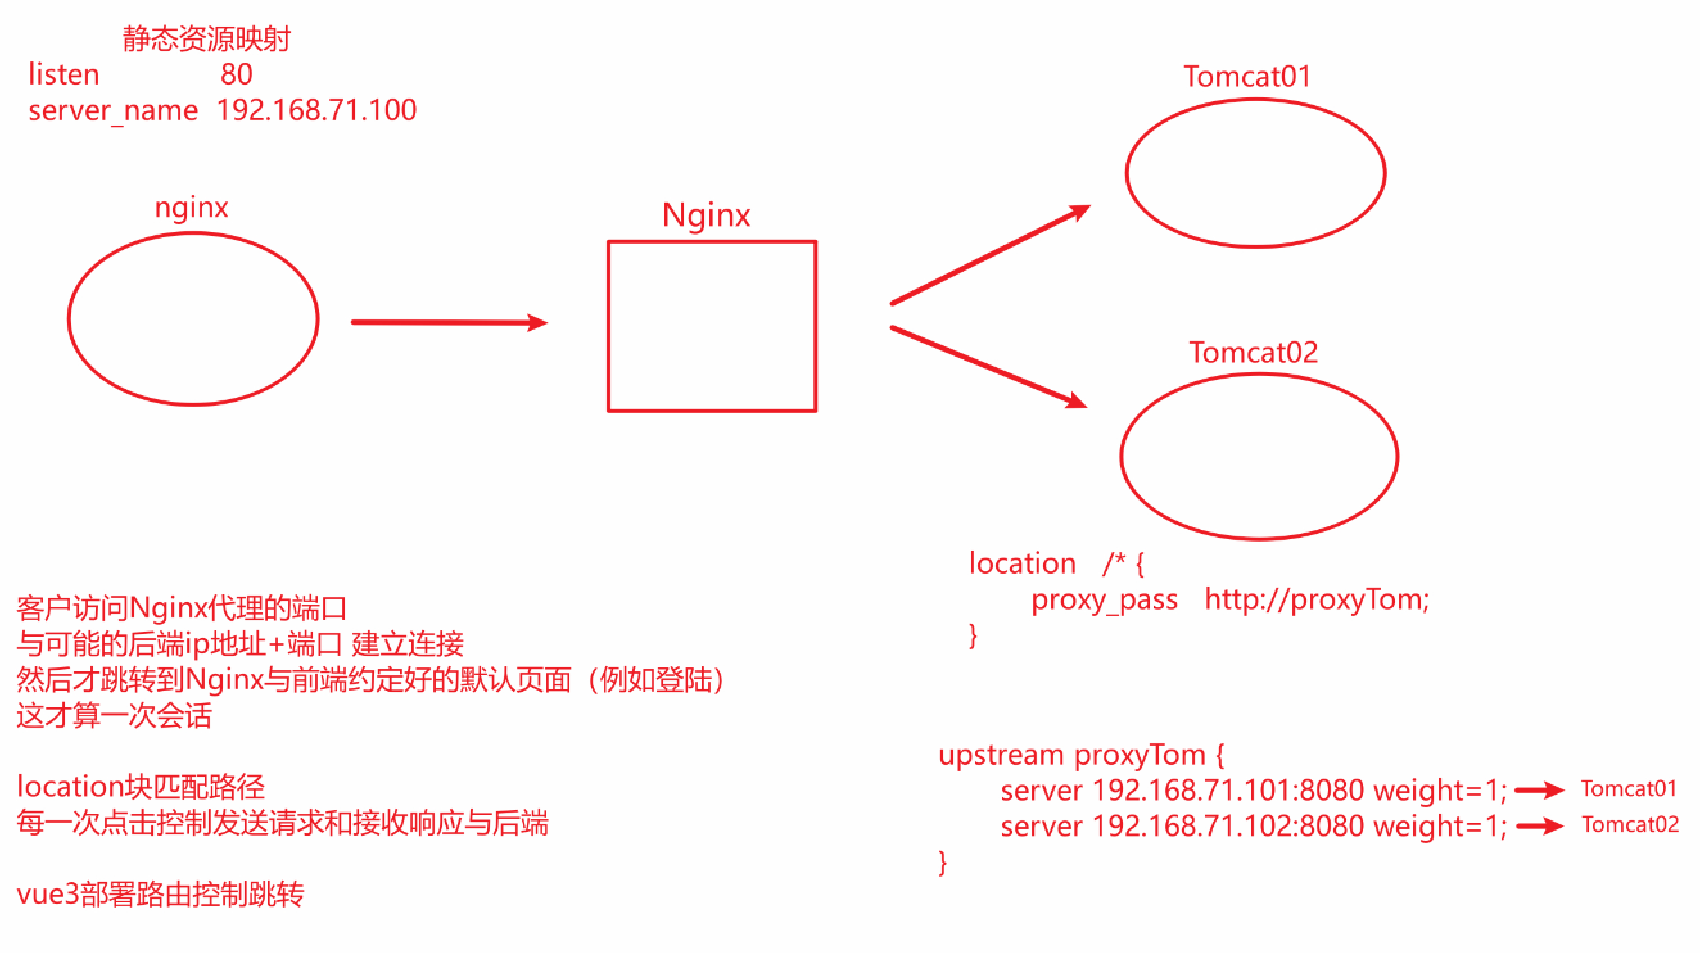 静态资源映射
listen 80
server_name 192.168.71.100
nginx
Nginx
Tomcat01
Tomcat02
location /* {
proxy_pass http://proxyTom;
}
客户访问Nginx代理的端口
与可能的后端ip地址+端口 建立连接
然后才跳转到Nginx与前端约定好的默认页面（例如登陆）
这才算一次会话
location块匹配路径
每一次点击控制发送请求和接收响应与后端
vue3部署路由控制跳转
upstream proxyTom {
server 192.168.71.101:8080 weight=1; Tomcat01
server 192.168.71.102:8080 weight=1; Tomcat02
}